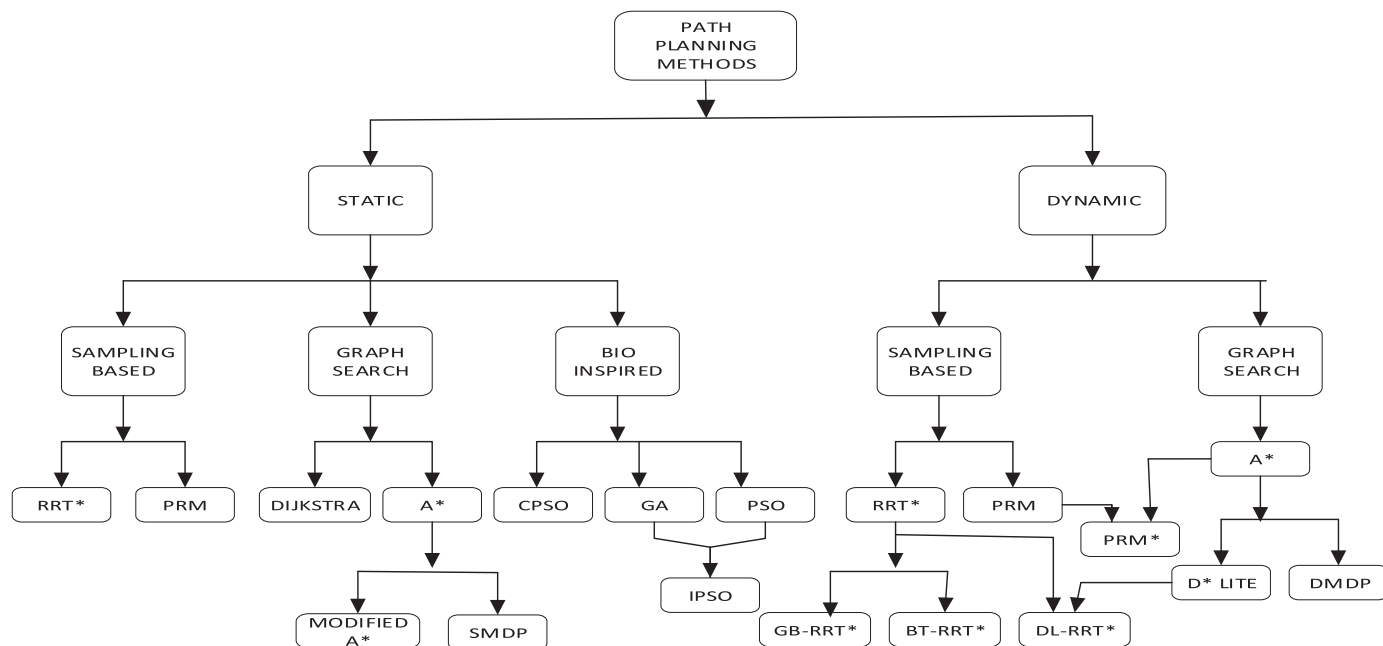 PATH
PLANNING
METHODS
STATIC
DYNAMIC
SAMPLING
BASED
GRAPH
SEARCH
BIO
INSPIRED
SAMPLING
BASED
GRAPH
SEARCH
RRT*
PRM
DIJKSTRA
A*
CPSO
GA
PSO
RRT*
PRM
A*
PRM*
MODIFIED
A*
SMDP
IPSO
GB-RRT*
BT-RRT*
DL-RRT*
D* LITE
DMDP